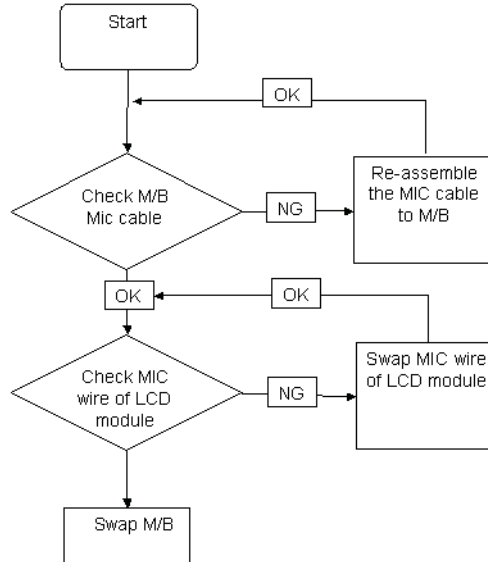 Start
OK
Check M/B
Mic cable
NG
Re-assemble
the MIC cable
to M/B
OK
OK
Check MIC
wire of LCD
module
NG
Swap MIC wire
of LCD module
Swap M/B